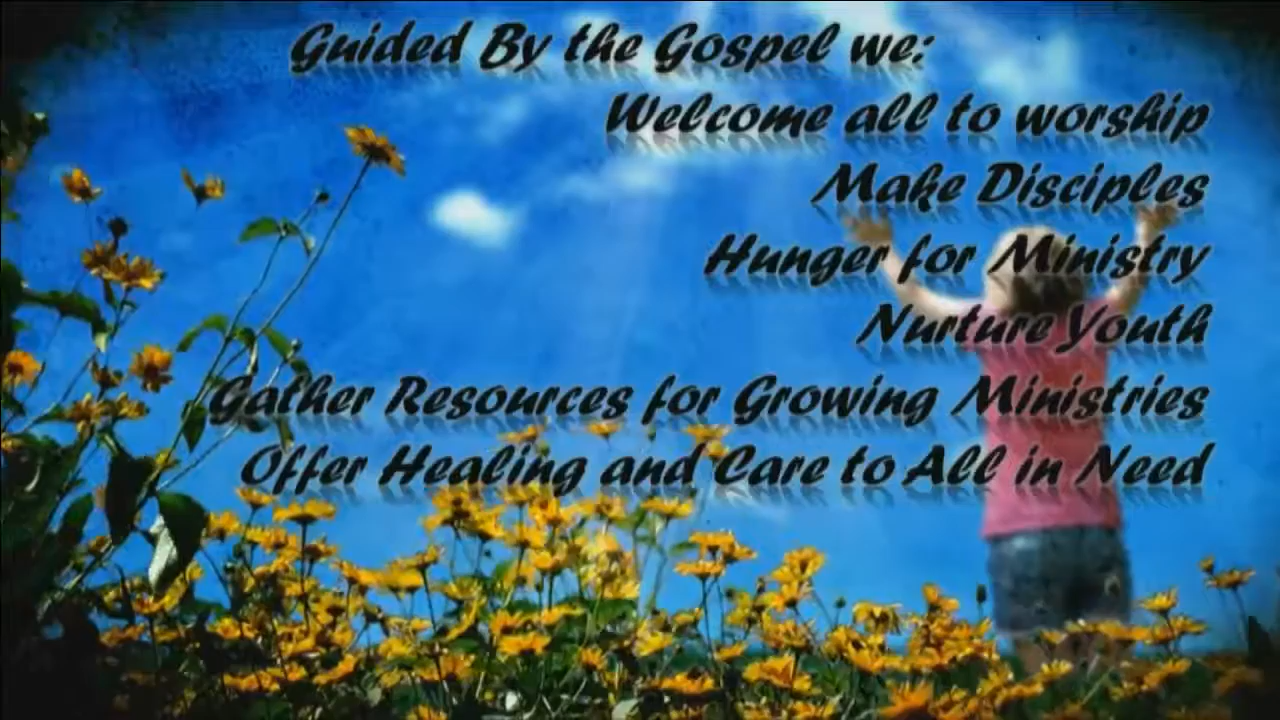 Guided By the Gospel we:
Welcome all to worship
Make Disciples
Hunger for Ministry
Nurture Youth
Gather Resources for Growing Ministries
Offer Healing and Care to All in Need